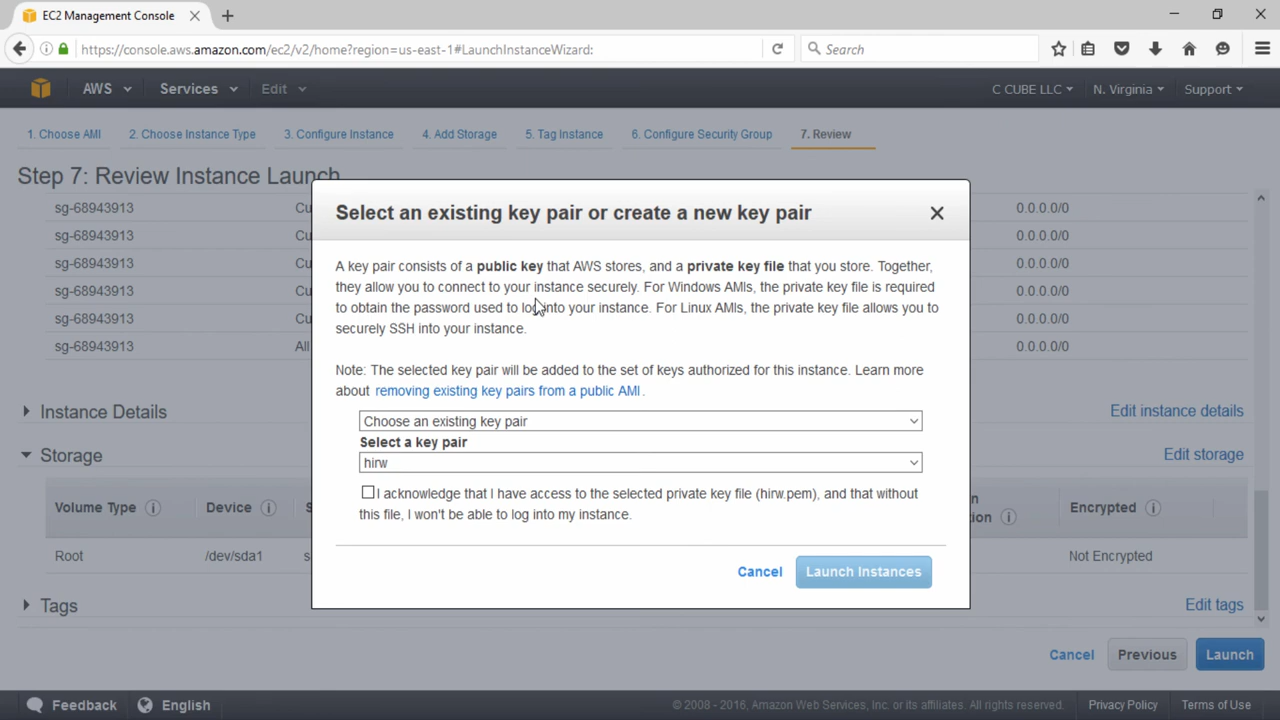 EC2 Management Console
https://console.aws.amazon.com/ec2/v2/home?region=us-east-1#LaunchInstanceWizard:
Search
AWS Services Edit C CUBE LLC N. Virginia Support
1. Choose AMI 2. Choose Instance Type 3. Configure Instance 4. Add Storage 5. Tag Instance 6. Configure Security Group 7. Review
Step 7: Review Instance Launch
sg-68943913 Cu 0.0.0.0/0
sg-68943913 Cu 0.0.0.0/0
sg-68943913 Cu 0.0.0.0/0
sg-68943913 Cu 0.0.0.0/0
sg-68943913 Cu 0.0.0.0/0
sg-68943913 All 0.0.0.0/0
Select an existing key pair or create a new key pair
A key pair consists of a public key that AWS stores, and a private key file that you store. Together,
they allow you to connect to your instance securely. For Windows AMIs, the private key file is required
to obtain the password used to log into your instance. For Linux AMIs, the private key file allows you to
securely SSH into your instance.
Note: The selected key pair will be added to the set of keys authorized for this instance. Learn more
about removing existing key pairs from a public AMI.
Choose an existing key pair
Select a key pair
hirw
I acknowledge that I have access to the selected private key file (hirw.pem), and that without
this file, I won't be able to log into my instance.
Cancel Launch Instances
Instance Details Edit instance details
Storage Edit storage
Volume Type Device S n
ion Encrypted
Root /dev/sda1 s Not Encrypted
Tags Edit tags
Cancel Previous Launch
Feedback English © 2008 - 2016, Amazon Web Services, Inc. or its affiliates. All rights reserved. Privacy Policy Terms of Use